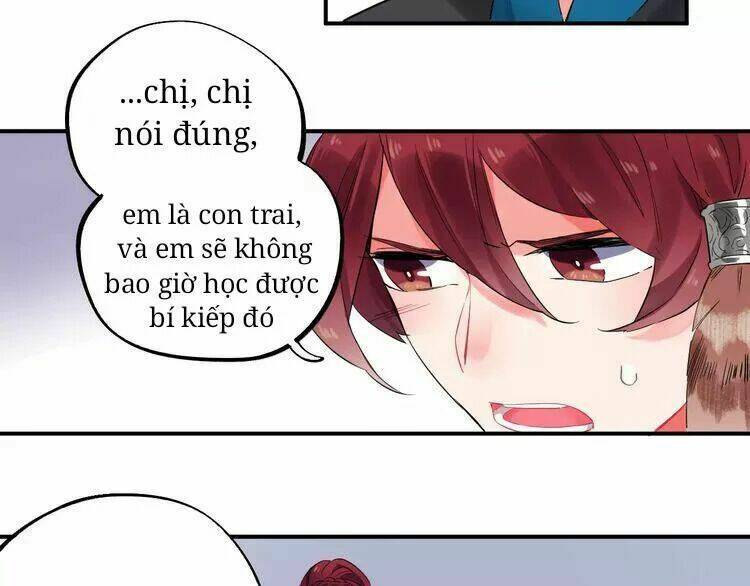 ...chị, chị
nói đúng,
em là con trai,
và em sẽ không
bao giờ học được
bí kiếp đó